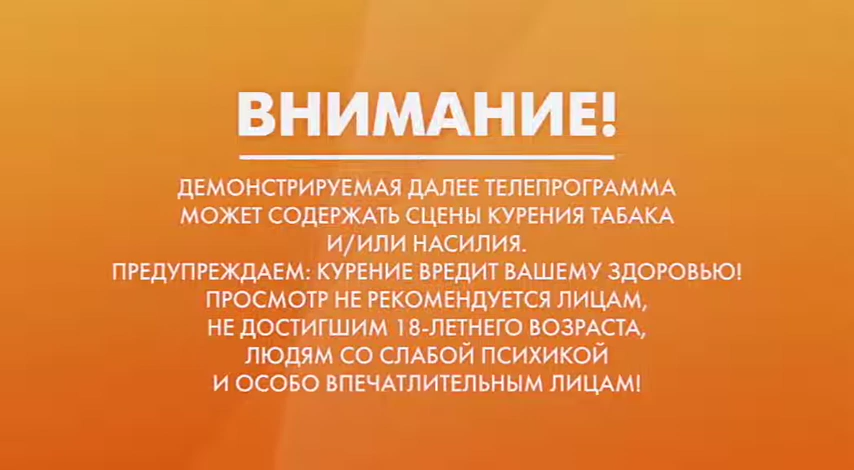 ВНИМАНИЕ!
ДЕМОНСТРИРУЕМАЯ ДАЛЕЕ ТЕЛЕПРОГРАММА
МОЖЕТ СОДЕРЖАТЬ СЦЕНЫ КУРЕНИЯ ТАБАКА
И/ИЛИ НАСИЛИЯ.
ПРЕДУПРЕЖДАЕМ: КУРЕНИЕ ВРЕДИТ ВАШЕМУ ЗДОРОВЬЮ!
ПРОСМОТР НЕ РЕКОМЕНДУЕТСЯ ЛИЦАМ,
НЕ ДОСТИГШИМ 18-ЛЕТНЕГО ВОЗРАСТА,
ЛЮДЯМ СО СЛАБОЙ ПСИХИКОЙ
И ОСОБО ВПЕЧАТЛИТЕЛЬНЫМ ЛИЦАМ!